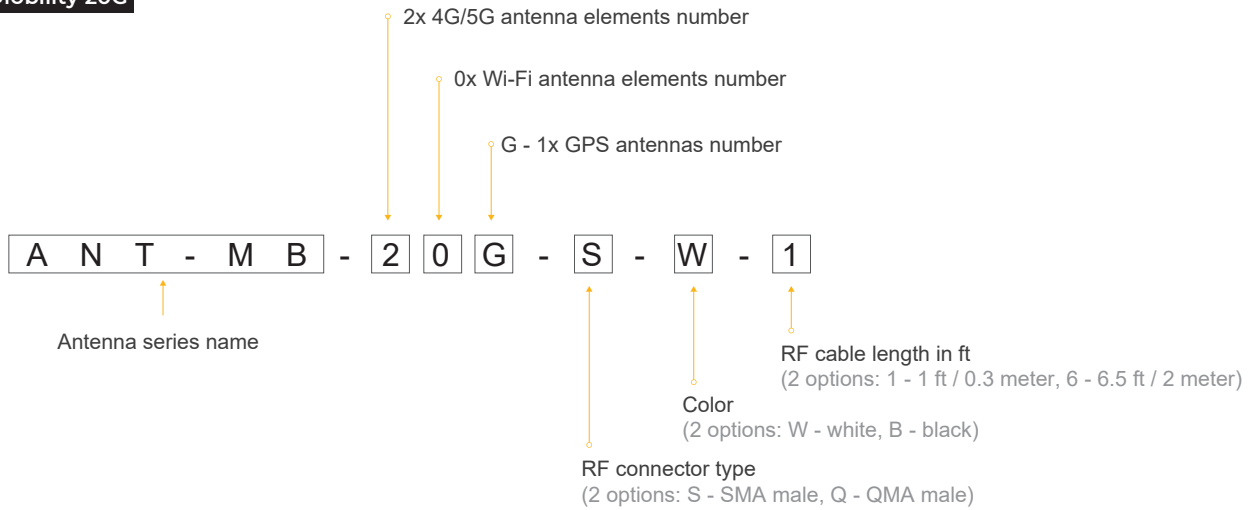 20G
2x 4G/5G antenna elements number
0x Wi-Fi antenna elements number
G - 1x GPS antennas number
ANT-MB - 2 0 G - S - W - 1
Antenna series name
RF cable length in ft
(2 options: 1 - 1 ft / 0.3 meter, 6 - 6.5 ft / 2 meter)
Color
(2 options: W - white, B - black)
RF connector type
(2 options: S - SMA male, Q - QMA male)